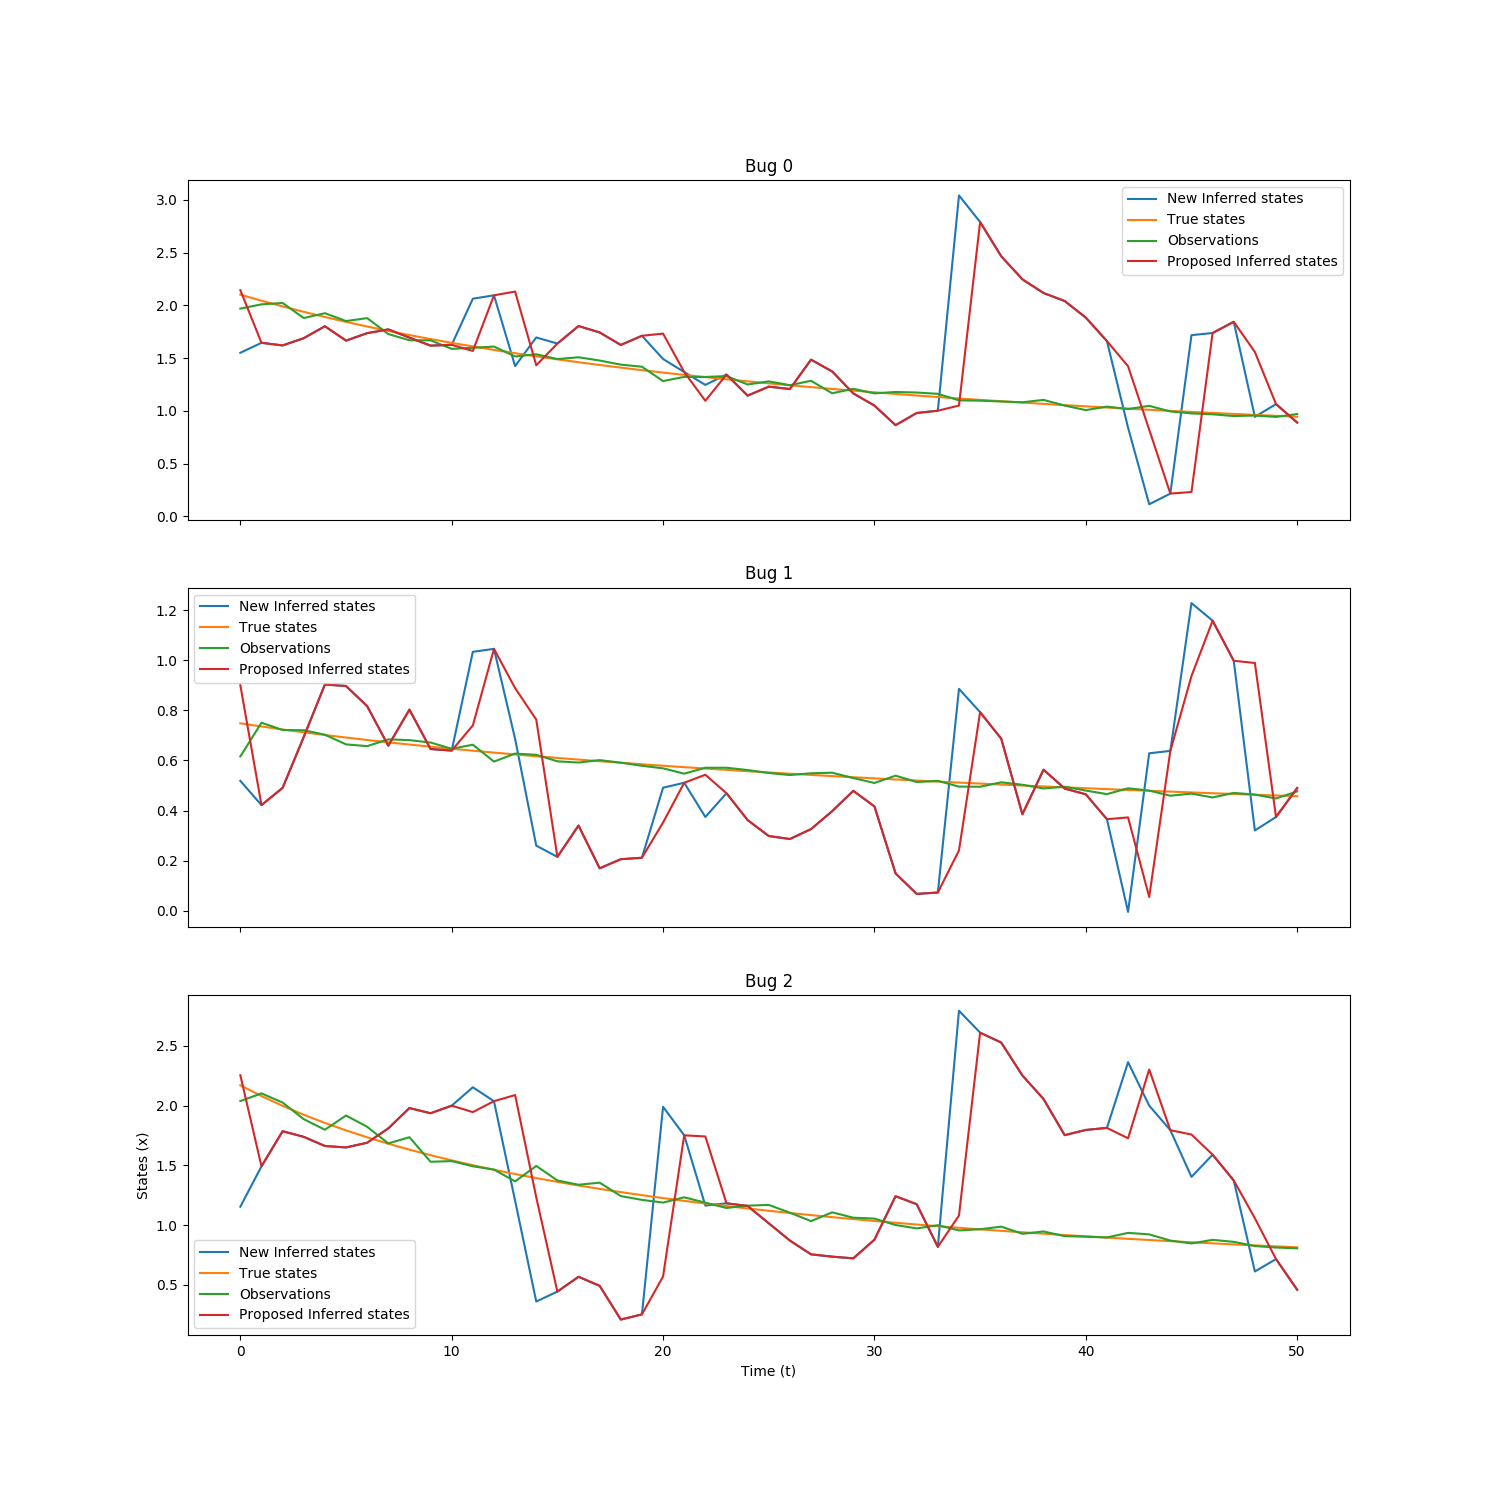 Bug 0
3.0
2.5
2.0
1.5
1.0
0.5
0.0
New Inferred states
True states
Observations
Proposed Inferred states
Bug 1
1.2
1.0
0.8
0.6
0.4
0.2
0.0
New Inferred states
True states
Observations
Proposed Inferred states
Bug 2
States (x)
2.5
2.0
1.5
1.0
0.5
New Inferred states
True states
Observations
Proposed Inferred states
0 10 20 30 40 50
Time (t)